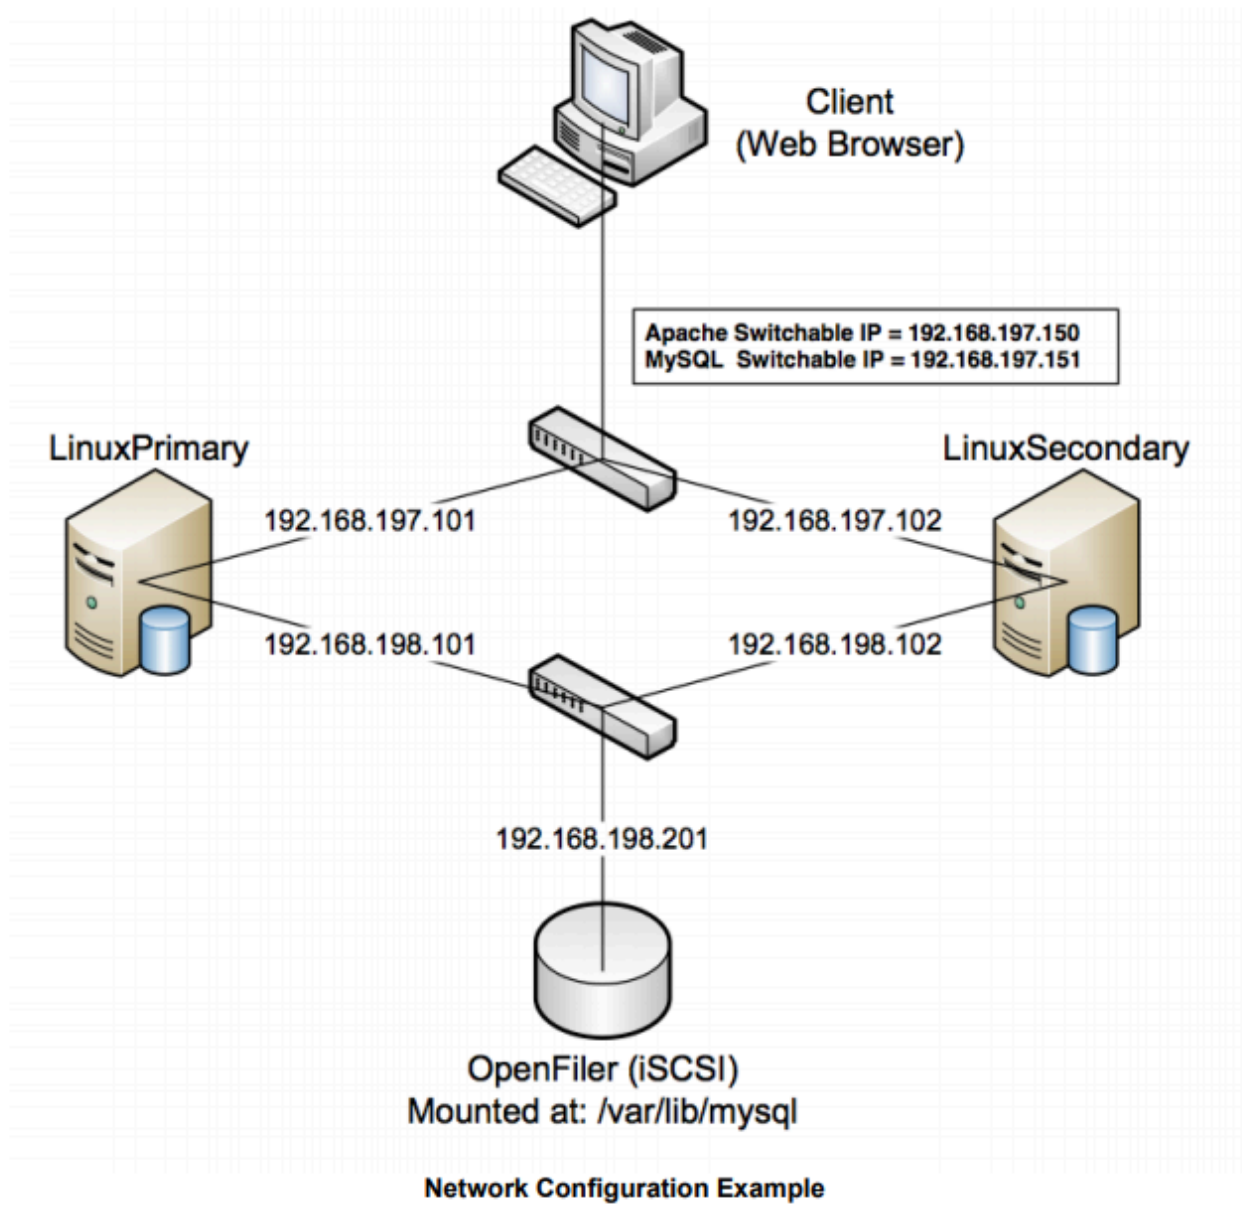 Client
(Web Browser)
Apache Switchable IP = 192.168.197.150
MySQL  Switchable IP = 192.168.197.151
LinuxPrimary
LinuxSecondary
192.168.197.101
192.168.197.102
192.168.198.101
192.168.198.102
192.168.198.201
OpenFiler (iSCSI)
Mounted at: /var/lib/mysql
Network Configuration Example